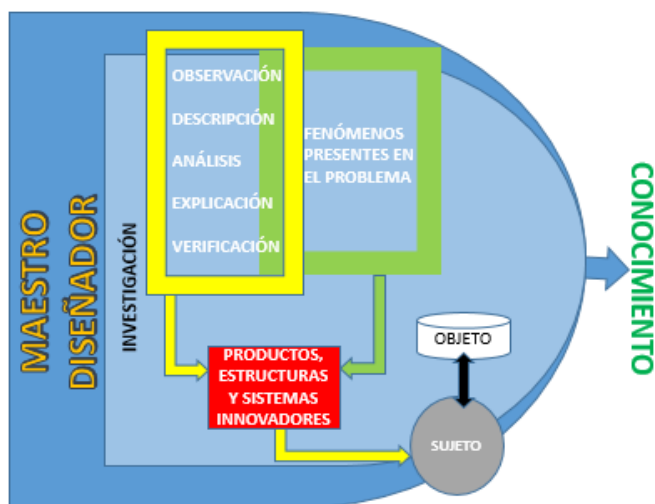 MAESTRO
DISEÑADOR
INVESTIGACIÓN
OBSERVACIÓN
DESCRIPCIÓN
ANÁLISIS
EXPLICACIÓN
VERIFICACIÓN
FENÓMENOS
PRESENTES EN
EL PROBLEMA
PRODUCTOS,
ESTRUCTURAS
Y SISTEMAS
INNOVADORES
OBJETO
SUJETO
CONOCIMIENTO